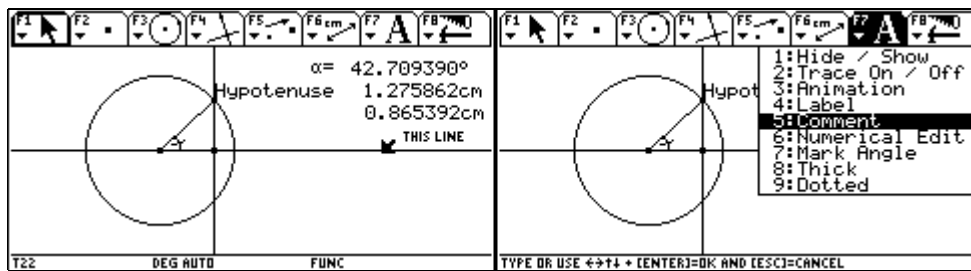 F1 F2 F3 F4 F5 F6 cm F7 A F8
α= 42.709390°
Hypotenuse 1.275862cm
0.865392cm
THIS LINE
T22 DEG AUTO FUNC
F1 F2 F3 F4 F5 F6 cm F7 A F8
1:Hide / Show
2:Trace On / Off
3:Animation
4:Label
5:Comment
6:Numerical Edit
7:Mark Angle
8:Thick
9:Dotted
Hypot
TYPE OR USE ←→↑↓ + [ENTER]=OK AND [ESC]=CANCEL